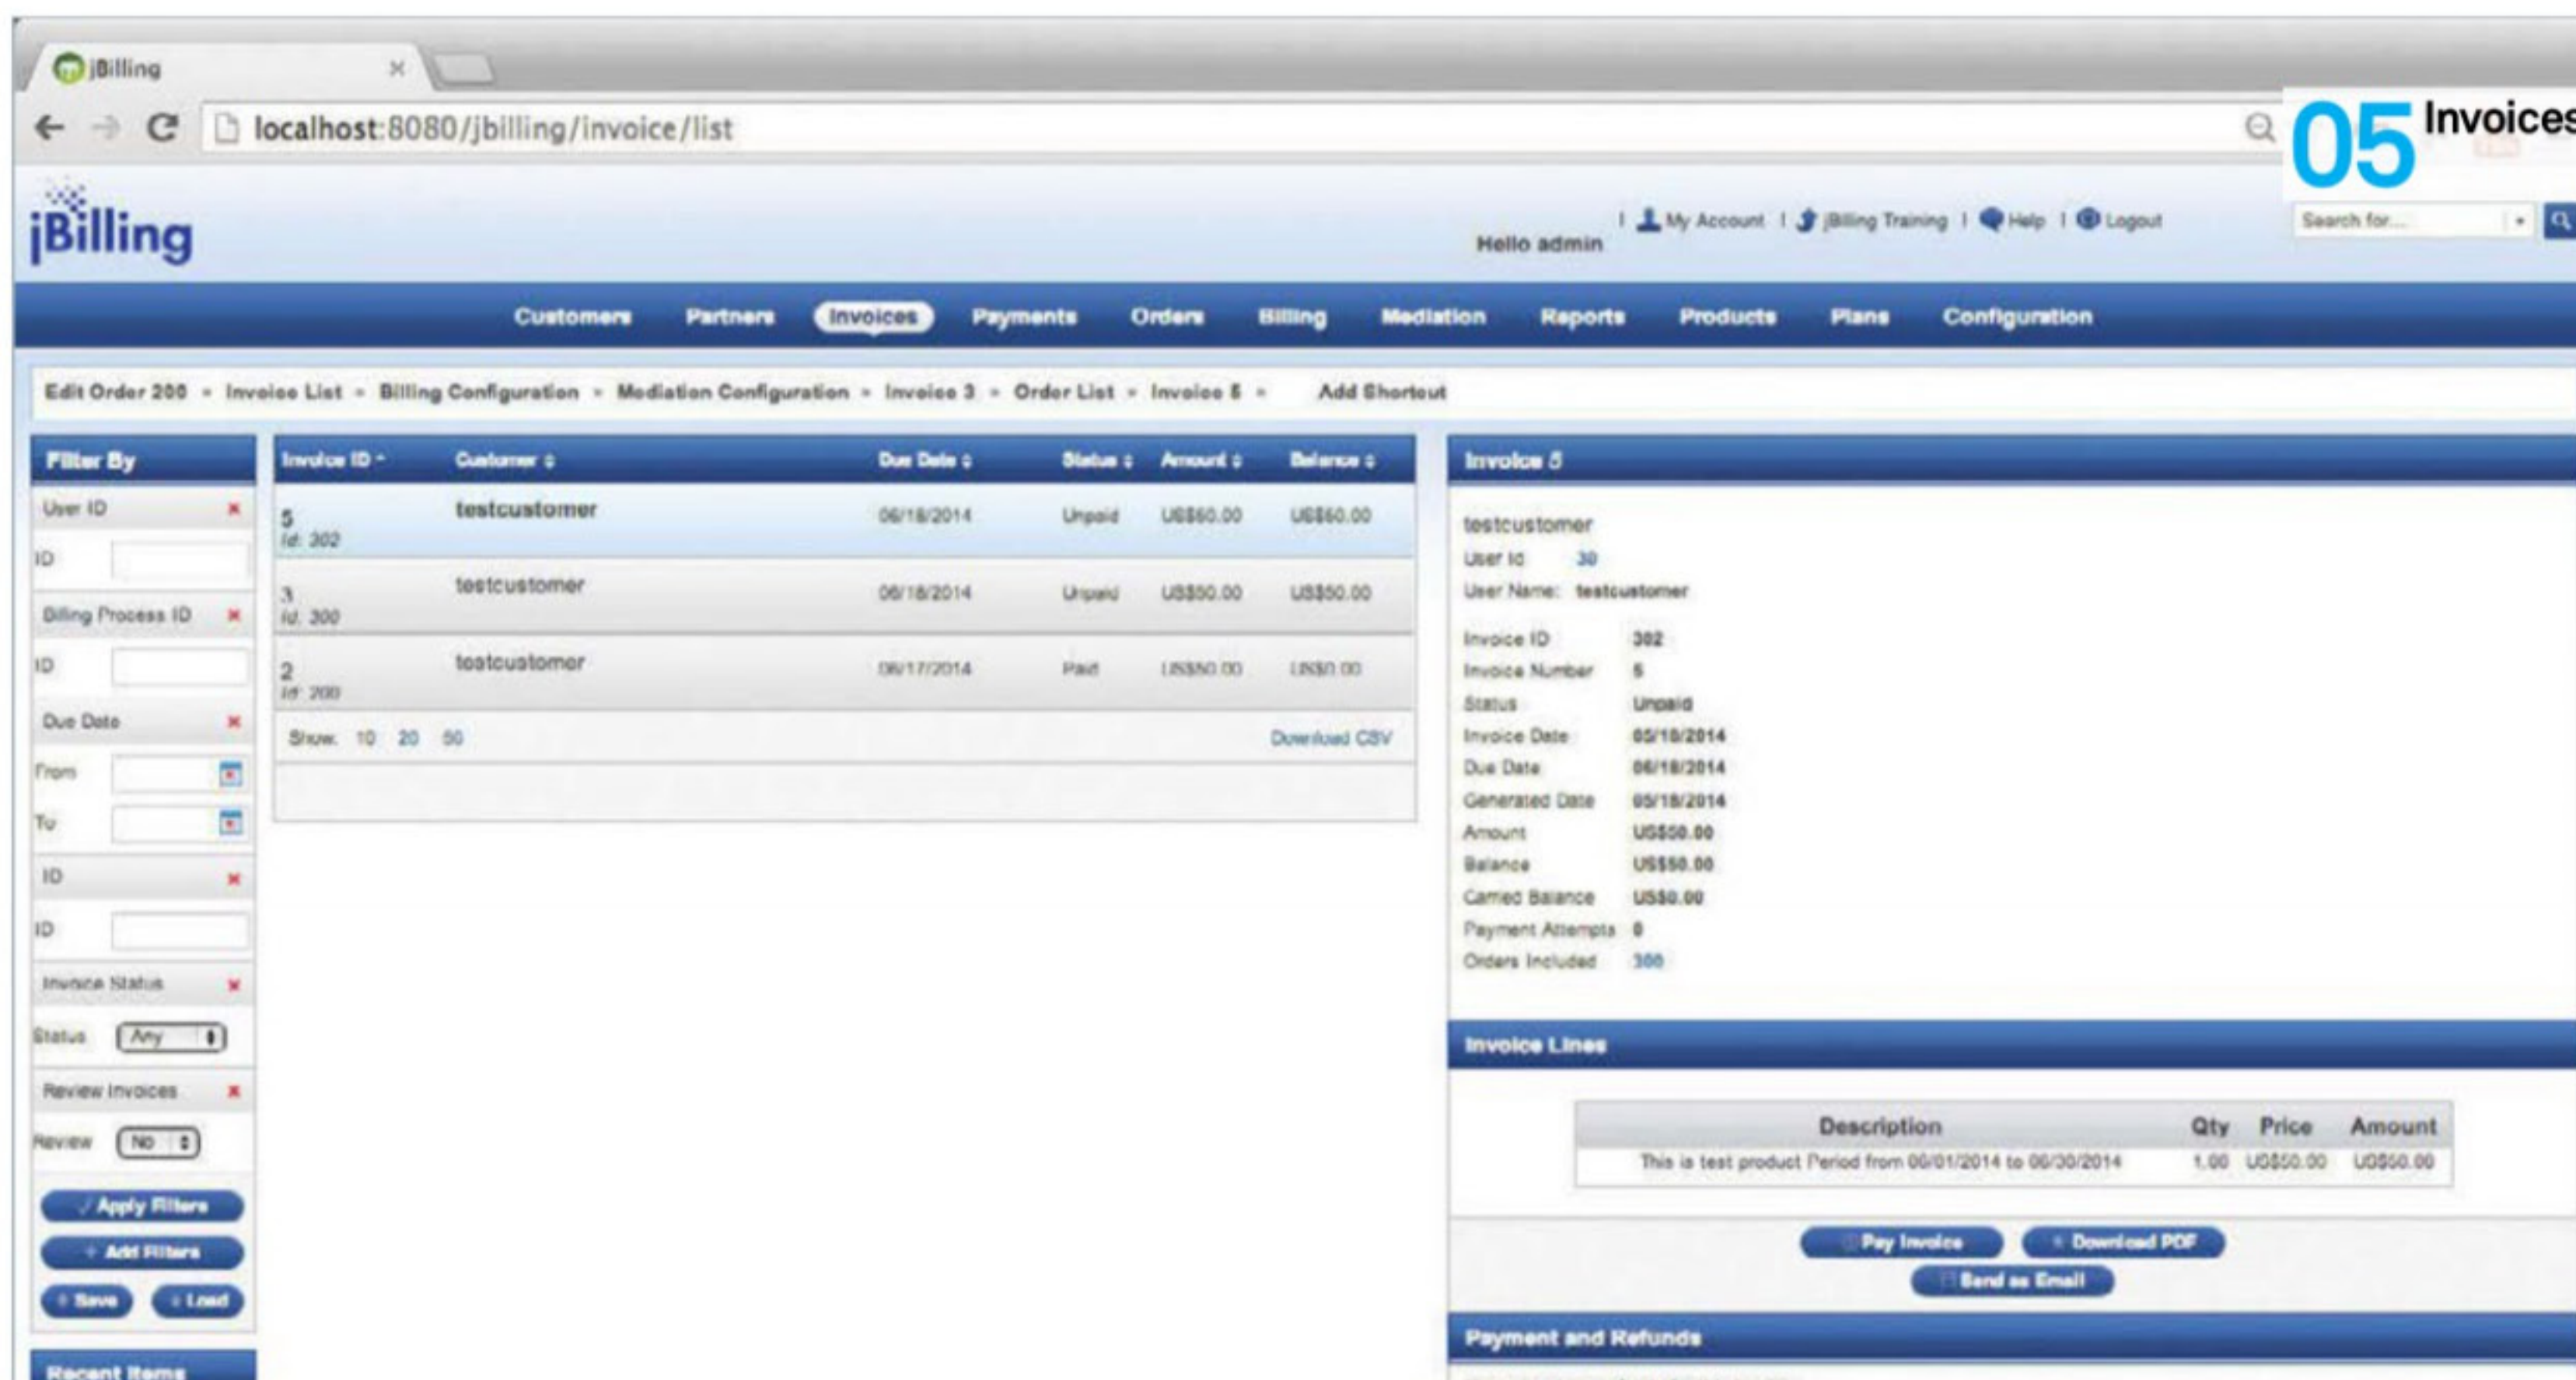 jBilling
localhost:8080/jbilling/invoice/list
05 Invoices
jBilling
Hello admin | My Account | jBilling Training | Help | Logout
Search for...
Customers Partners Invoices Payments Orders Billing Mediation Reports Products Plans Configuration
Edit Order 200 » Invoice List » Billing Configuration » Mediation Configuration » Invoice 3 » Order List » Invoice 5 » Add Shortcut
Filter By
User ID
ID
Billing Process ID
ID
Due Date
From
To
ID
ID
Invoice Status
Status Any
Review Invoices
Review No
Apply Filters
Add Filters
Save Load
Recent Items
Invoice ID Customer Due Date Status Amount Balance
5 testcustomer 06/18/2014 Unpaid US$50.00 US$50.00
Id: 302
3 testcustomer 06/18/2014 Unpaid US$50.00 US$50.00
Id: 300
2 testcustomer 06/17/2014 Paid US$50.00 US$0.00
Id: 200
Show: 10 20 50 Download CSV
Invoice 5
testcustomer
User Id 30
User Name: testcustomer
Invoice ID 302
Invoice Number 5
Status Unpaid
Invoice Date 05/18/2014
Due Date 06/18/2014
Generated Date 05/18/2014
Amount US$50.00
Balance US$50.00
Carried Balance US$0.00
Payment Attempts 0
Orders Included 300
Invoice Lines
Description Qty Price Amount
This is test product Period from 06/01/2014 to 06/30/2014 1.00 US$50.00 US$50.00
Pay Invoice Download PDF
Send as Email
Payment and Refunds